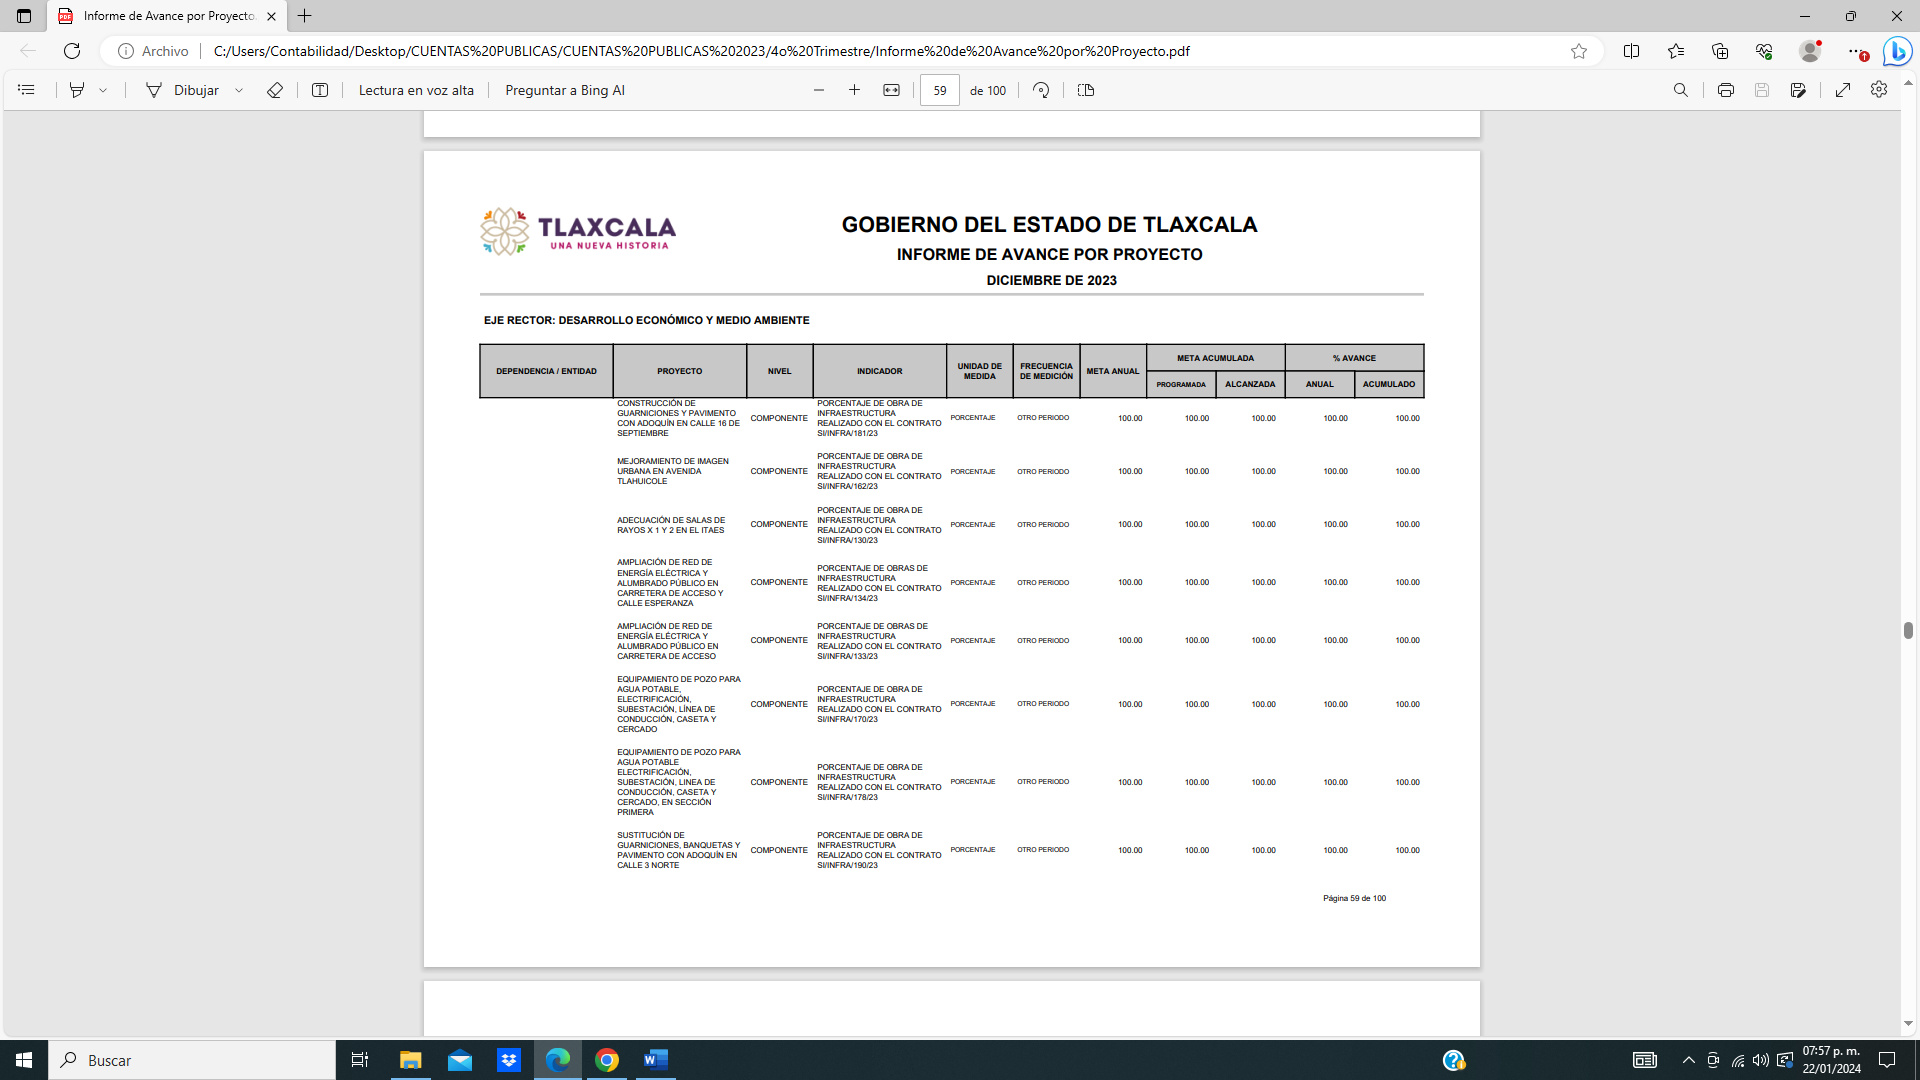 Informe de Avance por Proyecto.
Archivo
C:/Users/Contabilidad/Desktop/CUENTAS%20PUBLICAS/CUENTAS%20PUBLICAS%202023/4o%20Trimestre/Informe%20de%20Avance%20por%20Proyecto.pdf
Dibujar
Lectura en voz alta
Preguntar a Bing AI
59
de 100
TLAXCALA
UNA NUEVA HISTORIA
GOBIERNO DEL ESTADO DE TLAXCALA
INFORME DE AVANCE POR PROYECTO
DICIEMBRE DE 2023
EJE RECTOR: DESARROLLO ECONÓMICO Y MEDIO AMBIENTE
DEPENDENCIA / ENTIDAD
PROYECTO
NIVEL
INDICADOR
UNIDAD DE
MEDIDA
FRECUENCIA
DE MEDICIÓN
META ANUAL
META ACUMULADA
PROGRAMADA
ALCANZADA
% AVANCE
ANUAL
ACUMULADO
CONSTRUCCIÓN DE
GUARNICIONES Y PAVIMENTO
CON ADOQUÍN EN CALLE 16 DE
SEPTIEMBRE
COMPONENTE
PORCENTAJE DE OBRA DE
INFRAESTRUCTURA
REALIZADO CON EL CONTRATO
SI/INFRA/181/23
PORCENTAJE
OTRO PERIODO
100.00
100.00
100.00
100.00
100.00
MEJORAMIENTO DE IMAGEN
URBANA EN AVENIDA
TLAHUICOLE
COMPONENTE
PORCENTAJE DE OBRA DE
INFRAESTRUCTURA
REALIZADO CON EL CONTRATO
SI/INFRA/162/23
PORCENTAJE
OTRO PERIODO
100.00
100.00
100.00
100.00
100.00
ADECUACIÓN DE SALAS DE
RAYOS X 1 Y 2 EN EL ITAES
COMPONENTE
PORCENTAJE DE OBRA DE
INFRAESTRUCTURA
REALIZADO CON EL CONTRATO
SI/INFRA/130/23
PORCENTAJE
OTRO PERIODO
100.00
100.00
100.00
100.00
100.00
AMPLIACIÓN DE RED DE
ENERGÍA ELÉCTRICA Y
ALUMBRADO PÚBLICO EN
CARRETERA DE ACCESO Y
CALLE ESPERANZA
COMPONENTE
PORCENTAJE DE OBRAS DE
INFRAESTRUCTURA
REALIZADO CON EL CONTRATO
SI/INFRA/134/23
PORCENTAJE
OTRO PERIODO
100.00
100.00
100.00
100.00
100.00
AMPLIACIÓN DE RED DE
ENERGÍA ELÉCTRICA Y
ALUMBRADO PÚBLICO EN
CARRETERA DE ACCESO
COMPONENTE
PORCENTAJE DE OBRAS DE
INFRAESTRUCTURA
REALIZADO CON EL CONTRATO
SI/INFRA/133/23
PORCENTAJE
OTRO PERIODO
100.00
100.00
100.00
100.00
100.00
EQUIPAMIENTO DE POZO PARA
AGUA POTABLE,
ELECTRIFICACIÓN,
SUBESTACIÓN, LÍNEA DE
CONDUCCIÓN, CASETA Y
CERCADO
COMPONENTE
PORCENTAJE DE OBRA DE
INFRAESTRUCTURA
REALIZADO CON EL CONTRATO
SI/INFRA/170/23
PORCENTAJE
OTRO PERIODO
100.00
100.00
100.00
100.00
100.00
EQUIPAMIENTO DE POZO PARA
AGUA POTABLE
ELECTRIFICACIÓN,
SUBESTACIÓN, LINEA DE
CONDUCCIÓN, CASETA Y
CERCADO, EN SECCIÓN
PRIMERA
COMPONENTE
PORCENTAJE DE OBRA DE
INFRAESTRUCTURA
REALIZADO CON EL CONTRATO
SI/INFRA/178/23
PORCENTAJE
OTRO PERIODO
100.00
100.00
100.00
100.00
100.00
SUSTITUCIÓN DE
GUARNICIONES, BANQUETAS Y
PAVIMENTO CON ADOQUÍN EN
CALLE 3 NORTE
COMPONENTE
PORCENTAJE DE OBRA DE
INFRAESTRUCTURA
REALIZADO CON EL CONTRATO
SI/INFRA/190/23
PORCENTAJE
OTRO PERIODO
100.00
100.00
100.00
100.00
100.00
Página 59 de 100
Buscar
07:57 p. m.
22/01/2024